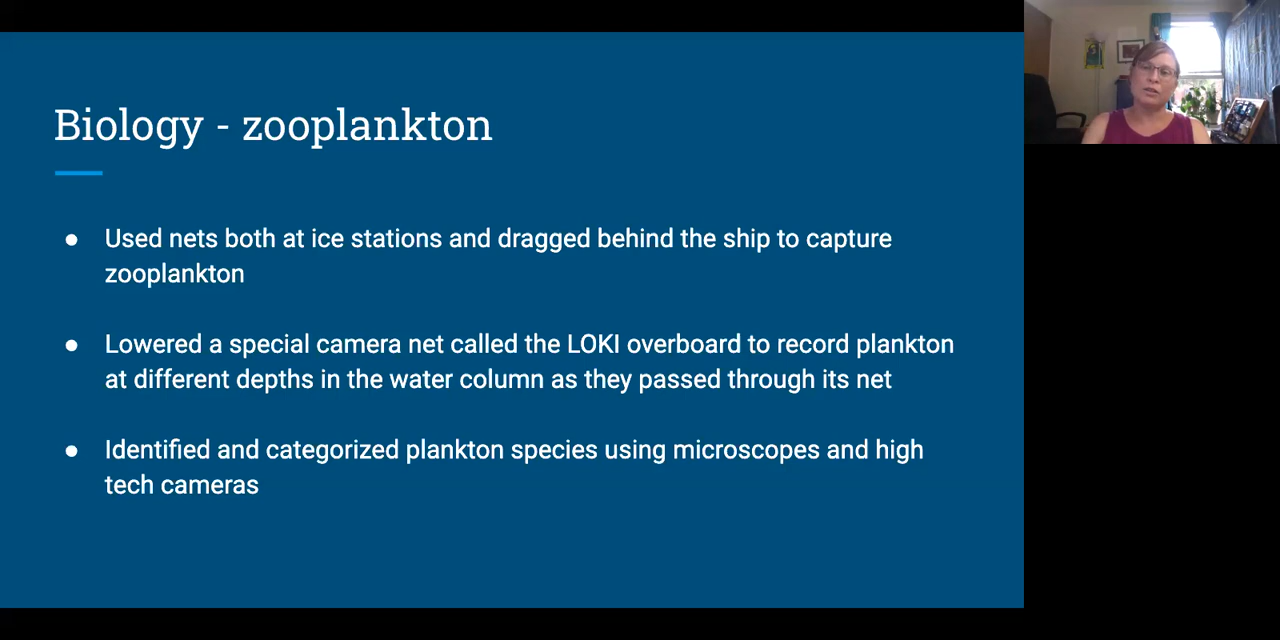 Biology - zooplankton
● Used nets both at ice stations and dragged behind the ship to capture
zooplankton
● Lowered a special camera net called the LOKI overboard to record plankton
at different depths in the water column as they passed through its net
● Identified and categorized plankton species using microscopes and high
tech cameras